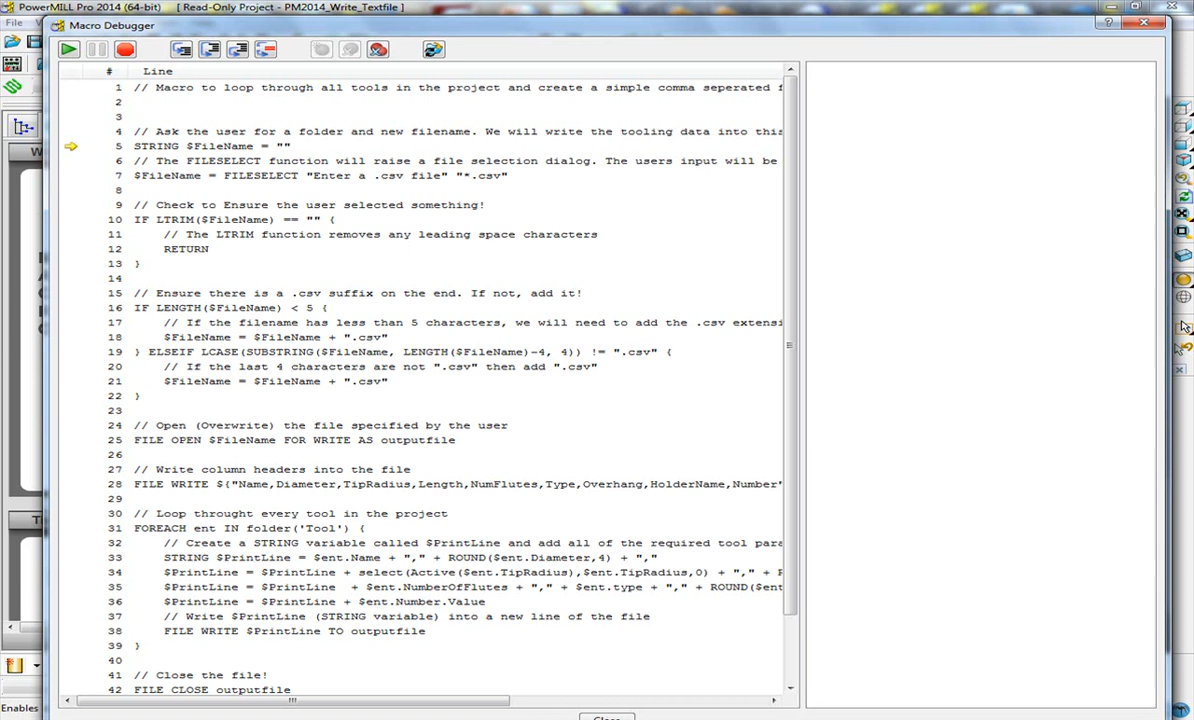 PowerMILL Pro 2014 (64-bit) [ Read-Only Project - PM2014_Write_Textfile ]
File
Macro Debugger
# Line
1 // Macro to loop through all tools in the project and create a simple comma seperated f
2
3
4 // Ask the user for a folder and new filename. We will write the tooling data into this
5 STRING $FileName = ""
6 // The FILESELECT function will raise a file selection dialog. The users input will be
7 $FileName = FILESELECT "Enter a .csv file" "*.csv"
8
9 // Check to Ensure the user selected something!
10 IF LTRIM($FileName) == "" {
11 // The LTRIM function removes any leading space characters
12 RETURN
13 }
14
15 // Ensure there is a .csv suffix on the end. If not, add it!
16 IF LENGTH($FileName) < 5 {
17 // If the filename has less than 5 characters, we will need to add the .csv extensi
18 $FileName = $FileName + ".csv"
19 } ELSEIF LCASE(SUBSTRING($FileName, LENGTH($FileName)-4, 4)) != ".csv" {
20 // If the last 4 characters are not ".csv" then add ".csv"
21 $FileName = $FileName + ".csv"
22 }
23
24 // Open (Overwrite) the file specified by the user
25 FILE OPEN $FileName FOR WRITE AS outputfile
26
27 // Write column headers into the file
28 FILE WRITE ${"Name,Diameter,TipRadius,Length,NumFlutes,Type,Overhang,HolderName,Number"
29
30 // Loop throught every tool in the project
31 FOREACH ent IN folder('Tool') {
32 // Create a STRING variable called $PrintLine and add all of the required tool para
33 STRING $PrintLine = $ent.Name + "," + ROUND($ent.Diameter,4) + ","
34 $PrintLine = $PrintLine + select(Active($ent.TipRadius),$ent.TipRadius,0) + "," +
35 $PrintLine = $PrintLine + $ent.NumberOfFlutes + "," + $ent.type + "," + ROUND($ent
36 $PrintLine = $PrintLine + $ent.Number.Value
37 // Write $PrintLine (STRING variable) into a new line of the file
38 FILE WRITE $PrintLine TO outputfile
39 }
40
41 // Close the file!
42 FILE CLOSE outputfile
Enables